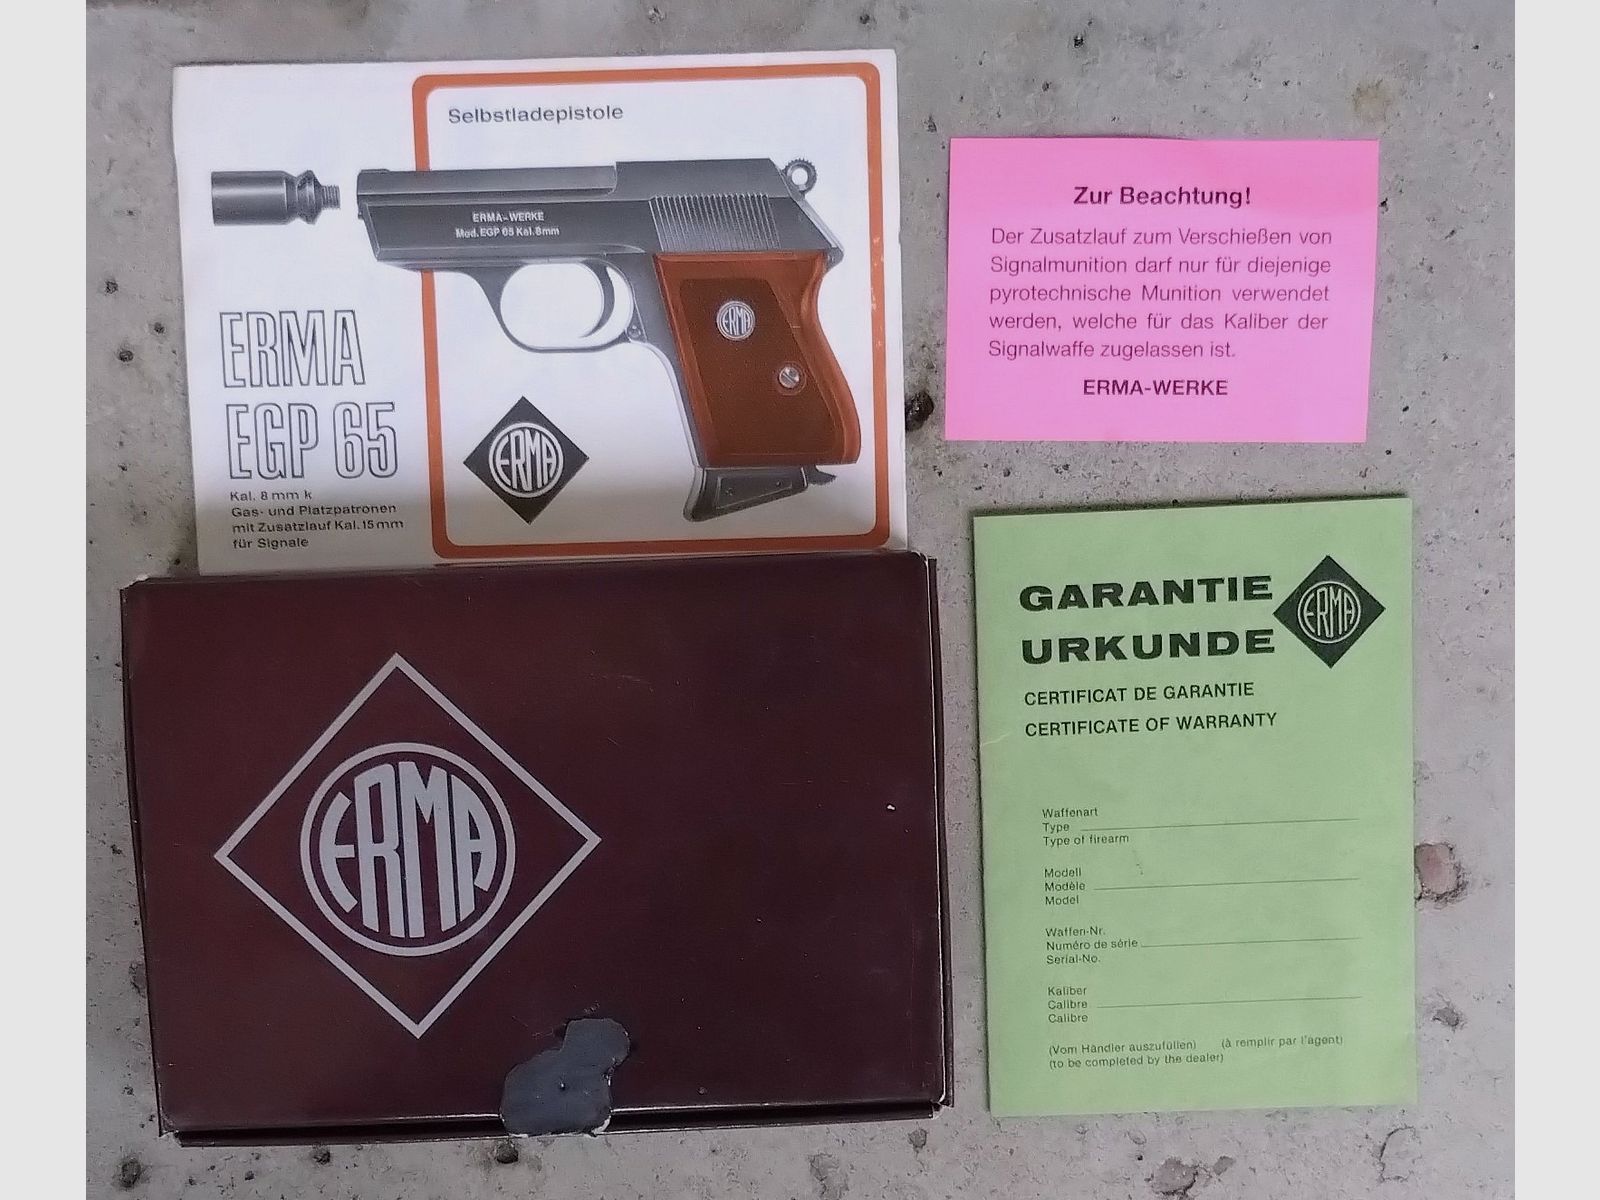 Selbstladepistole
ERMA-WERKE
Mod. EGP 65 Kal. 8mm
ERMA
ERMA
EGP 65
ERMA
Kal. 8 mm k
Gas- und Platzpatronen
mit Zusatzlauf Kal. 15 mm
für Signale
ERMA
Zur Beachtung!
Der Zusatzlauf zum Verschießen von
Signalmunition darf nur für diejenige
pyrotechnische Munition verwendet
werden, welche für das Kaliber der
Signalwaffe zugelassen ist.
ERMA-WERKE
GARANTIE
URKUNDE
ERMA
CERTIFICAT DE GARANTIE
CERTIFICATE OF WARRANTY
Waffenart
Type
Type of firearm
Modell
Modèle
Model
Waffen-Nr.
Numéro de série
Serial-No.
Kaliber
Calibre
Calibre
(Vom Händler auszufüllen) (à remplir par l'agent)
(to be completed by the dealer)